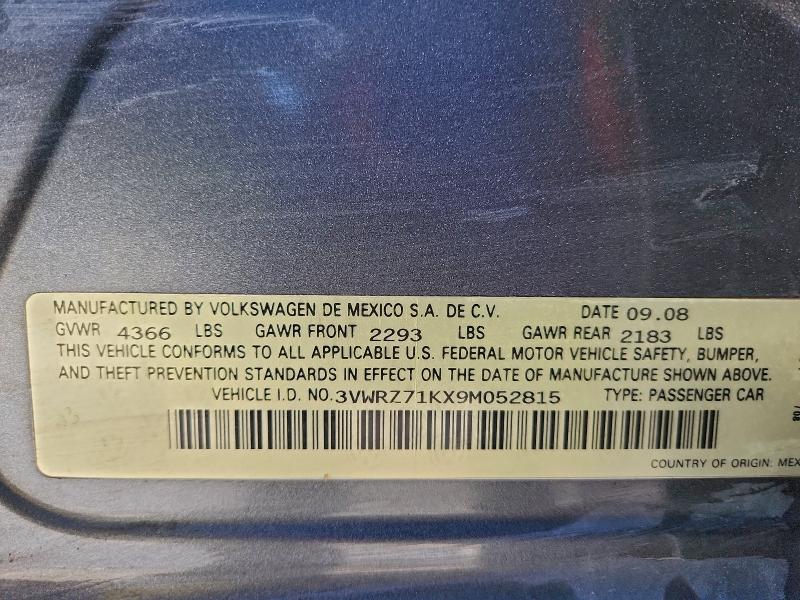 MANUFACTURED BY VOLKSWAGEN DE MEXICO S.A. DE C.V. DATE 09.08
GVWR 4366 LBS GAWR FRONT 2293 LBS GAWR REAR 2183 LBS
THIS VEHICLE CONFORMS TO ALL APPLICABLE U.S. FEDERAL MOTOR VEHICLE SAFETY, BUMPER,
AND THEFT PREVENTION STANDARDS IN EFFECT ON THE DATE OF MANUFACTURE SHOWN ABOVE.
VEHICLE I.D. NO. 3VWRZ71KX9M052815 TYPE: PASSENGER CAR
COUNTRY OF ORIGIN: MEX